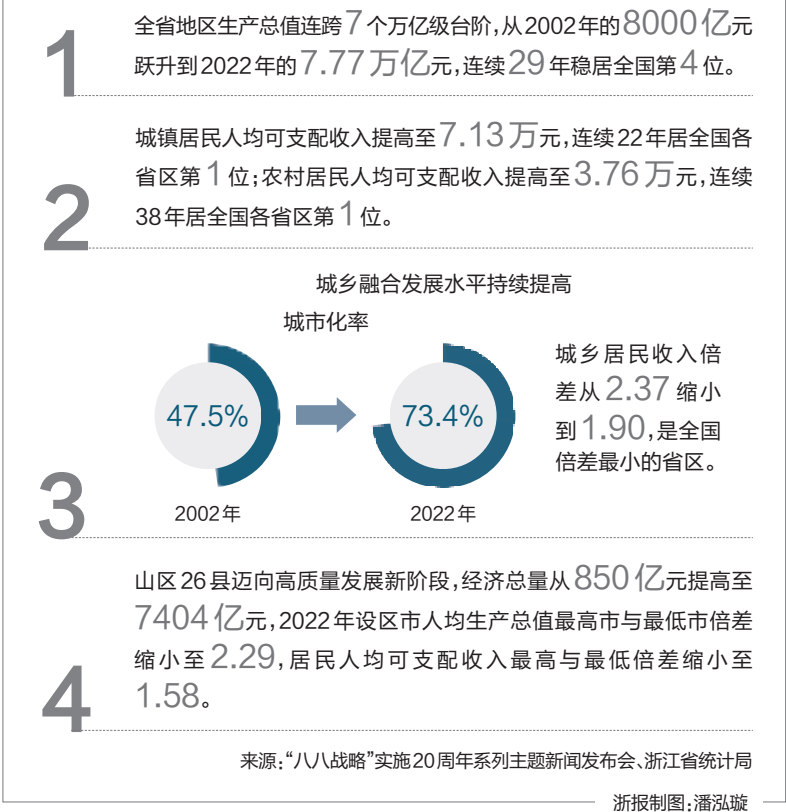 1
全省地区生产总值连跨7个万亿级台阶,从2002年的8000亿元
跃升到2022年的7.77万亿元,连续29年稳居全国第4位。
2
城镇居民人均可支配收入提高至7.13万元,连续22年居全国各
省区第1位;农村居民人均可支配收入提高至3.76万元,连续
38年居全国各省区第1位。
3
城乡融合发展水平持续提高
城市化率
47.5%
73.4%
2002年
2022年
城乡居民收入倍
差从2.37缩小
到1.90,是全国
倍差最小的省区。
4
山区26县迈向高质量发展新阶段,经济总量从850亿元提高至
7404亿元,2022年设区市人均生产总值最高市与最低市倍差
缩小至2.29,居民人均可支配收入最高与最低倍差缩小至
1.58。
来源:“八八战略”实施20周年系列主题新闻发布会、浙江省统计局
浙报制图:潘泓璇